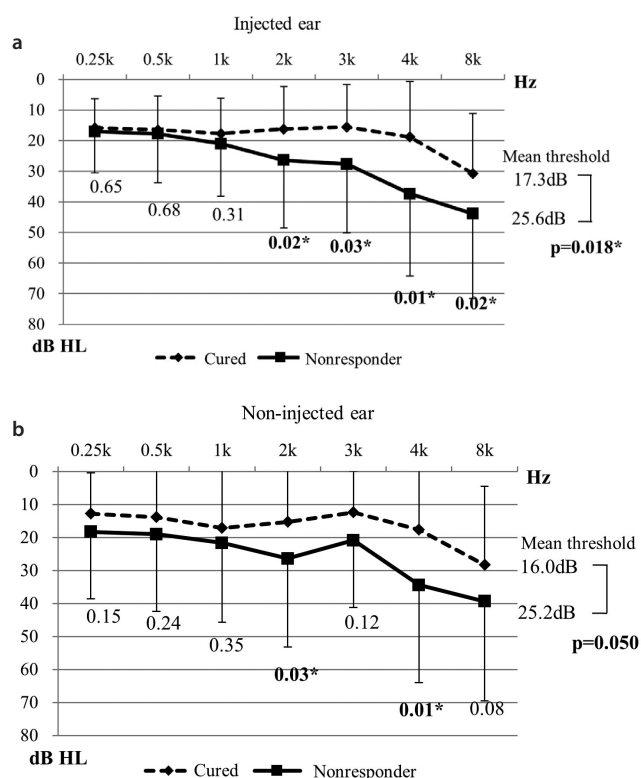 a
Injected ear
0.25k 0.5k 1k 2k 3k 4k 8k
Hz
0
10
20
30
40
50
60
70
80
dB HL
0.65
0.68
0.31
0.02*
0.03*
0.01*
0.02*
Mean threshold
17.3dB
25.6dB
p=0.018*
Cured Nonresponder
b
Non-injected ear
0.25k 0.5k 1k 2k 3k 4k 8k
Hz
0
10
20
30
40
50
60
70
80
dB HL
0.15
0.24
0.35
0.03*
0.12
0.01*
0.08
Mean threshold
16.0dB
25.2dB
p=0.050
Cured Nonresponder